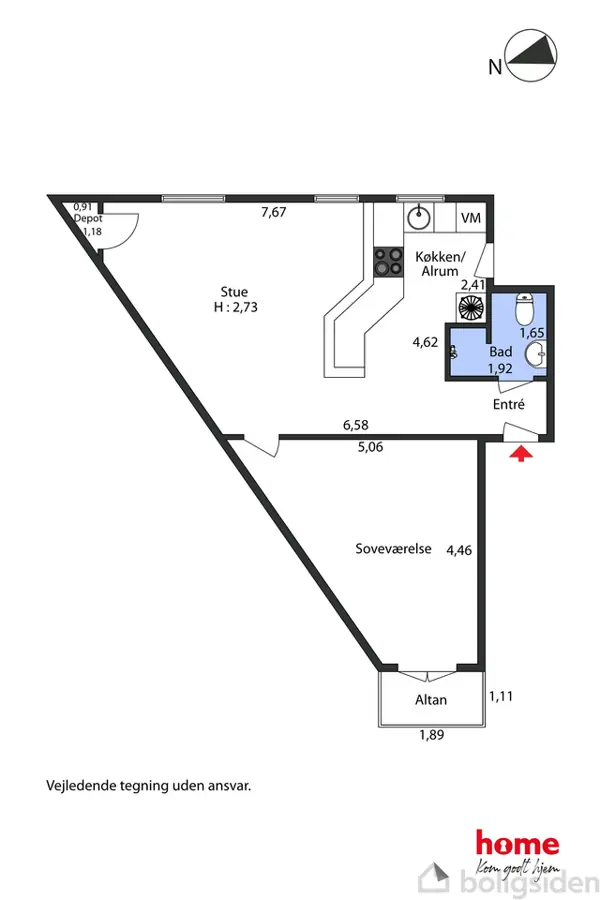 N
0,91
Depot
1,18
7,67
VM
Køkken/
Alrum
2,41
Stue
H : 2,73
4,62
1,65
Bad
1,92
Entré
6,58
5,06
Soveværelse
4,46
Altan
1,11
1,89
Vejledende tegning uden ansvar.
home
Kom godt hjem
boligsiden